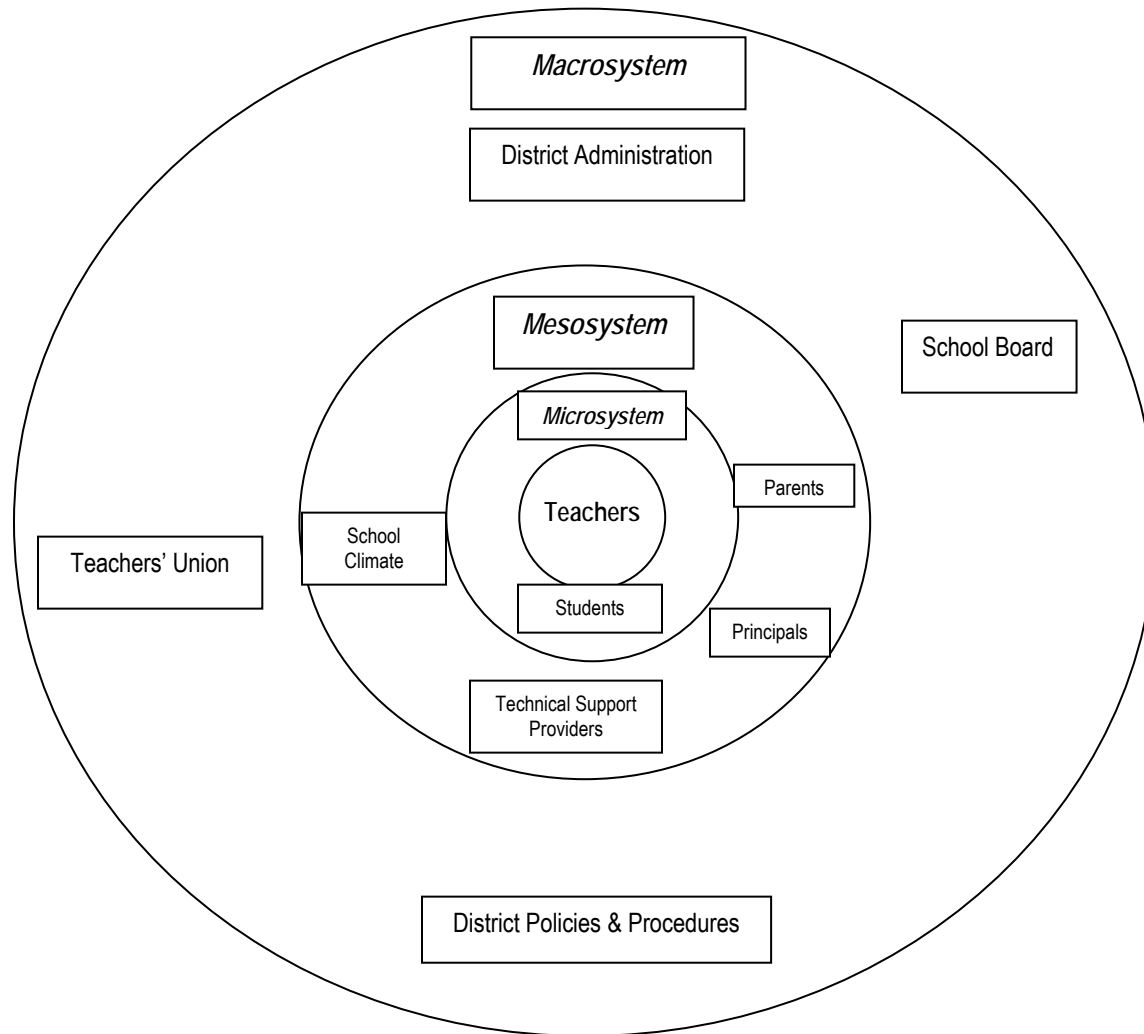 Macrosystem
District Administration
Mesosystem
School Board
Microsystem
Parents
Teachers
School
Climate
Teachers’ Union
Students
Principals
Technical Support
Providers
District Policies & Procedures